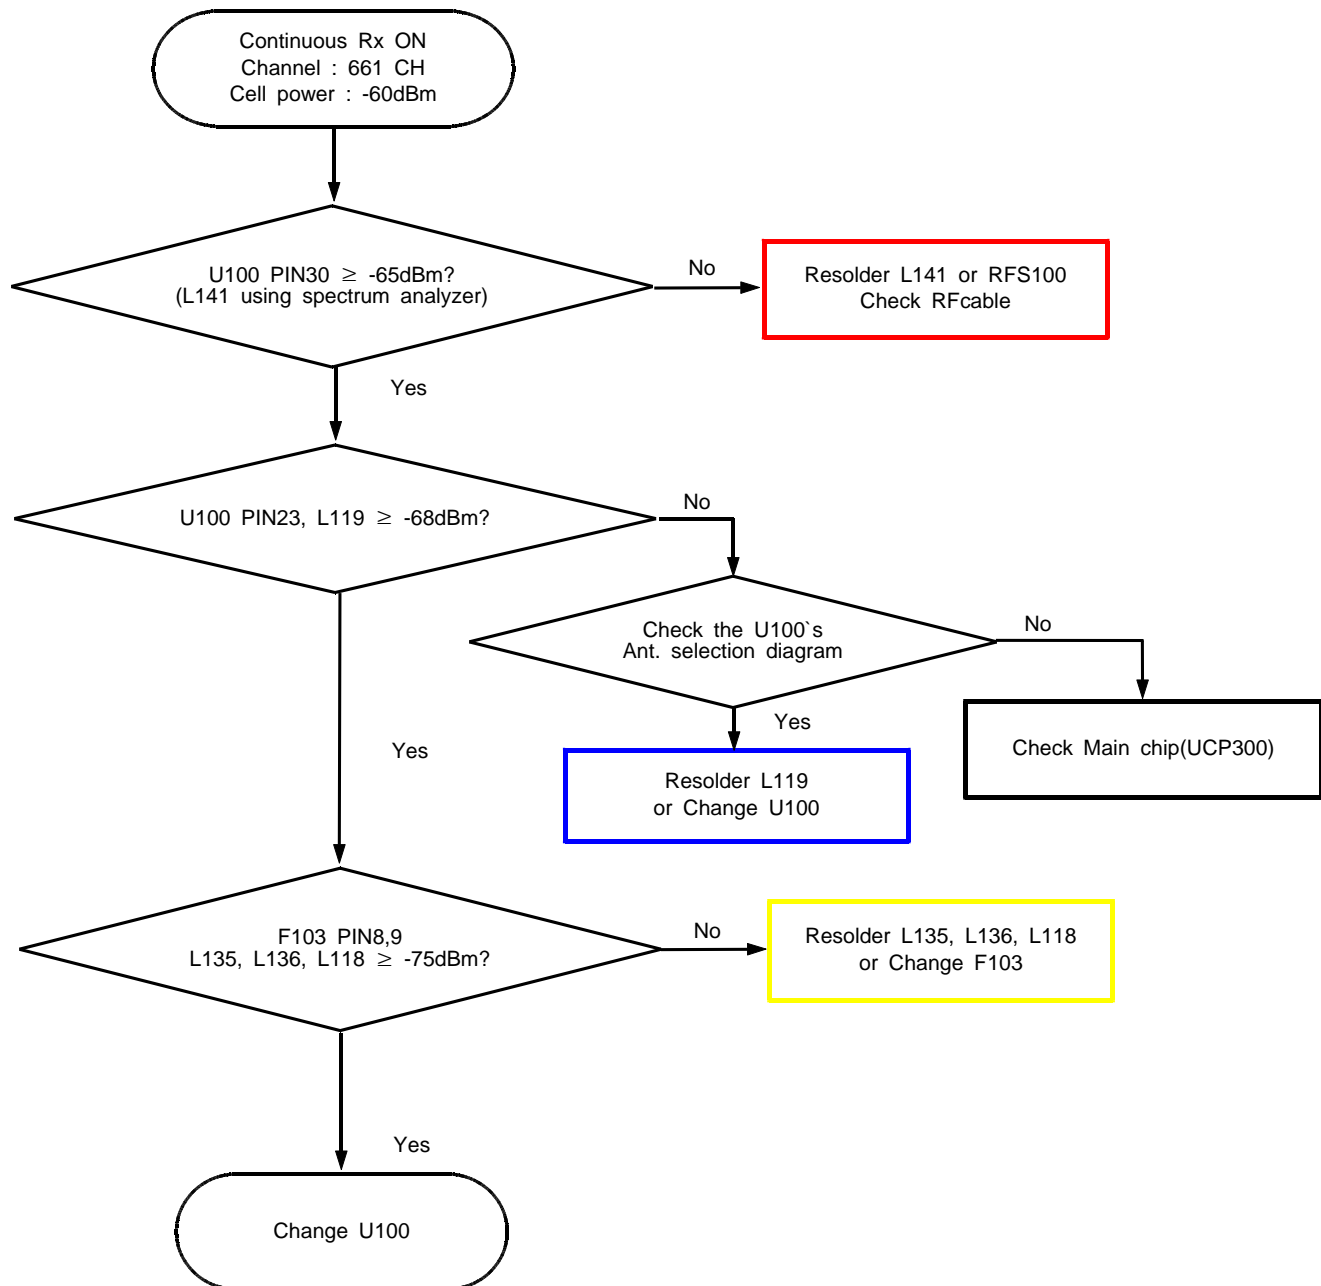 Continuous Rx ON
Channel : 661 CH
Cell power : -60dBm
U100 PIN30 ≥ -65dBm?
(L141 using spectrum analyzer)
No
Resolder L141 or RFS100
Check RFcable
Yes
U100 PIN23, L119 ≥ -68dBm?
No
Check the U100`s
Ant. selection diagram
No
Yes
Check Main chip(UCP300)
Yes
Resolder L119
or Change U100
F103 PIN8,9
L135, L136, L118 ≥ -75dBm?
No
Resolder L135, L136, L118
or Change F103
Yes
Change U100